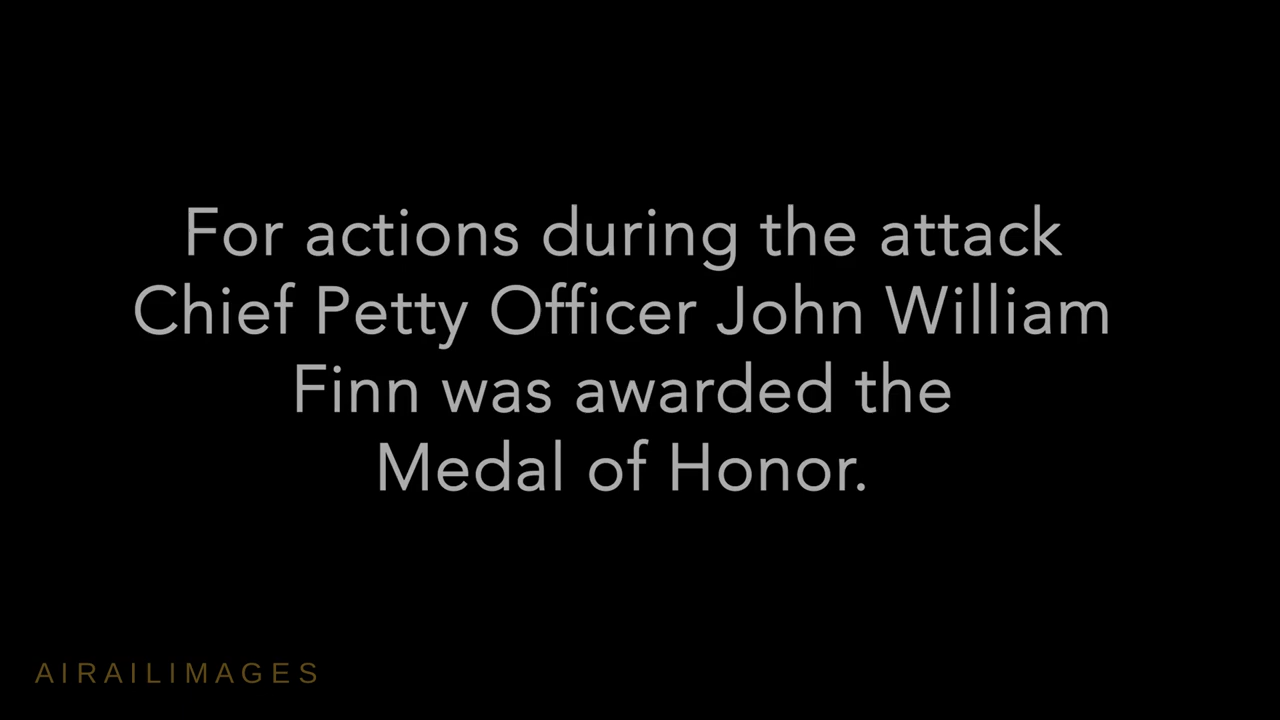 For actions during the attack
Chief Petty Officer John William
Finn was awarded the
Medal of Honor.
AIRAILIMAGES